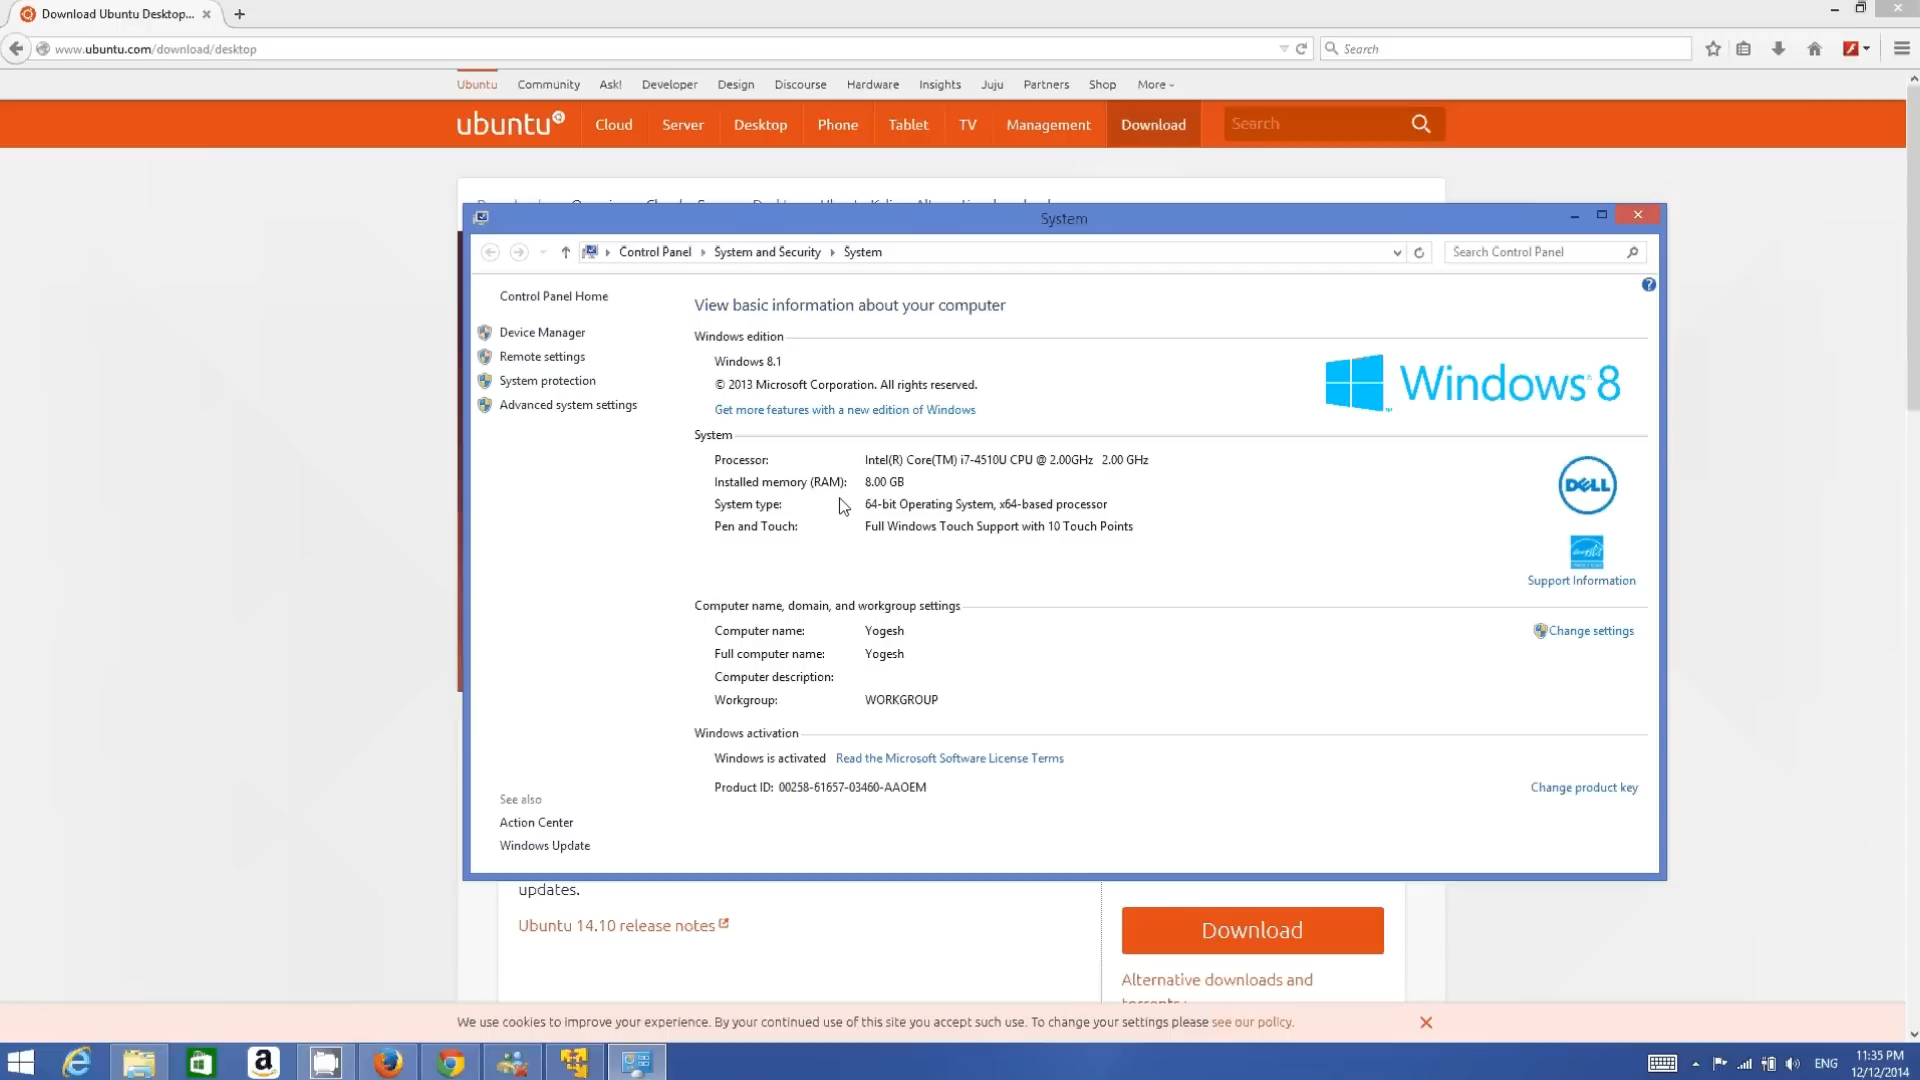 Download Ubuntu Desktop...
www.ubuntu.com/download/desktop
Search
Ubuntu Community Ask! Developer Design Discourse Hardware Insights Juju Partners Shop More
ubuntu Cloud Server Desktop Phone Tablet TV Management Download Search
System
Control Panel System and Security System Search Control Panel
Control Panel Home
Device Manager
Remote settings
System protection
Advanced system settings
View basic information about your computer
Windows edition
Windows 8.1
© 2013 Microsoft Corporation. All rights reserved.
Get more features with a new edition of Windows
Windows 8
System
Processor: Intel(R) Core(TM) i7-4510U CPU @ 2.00GHz 2.00 GHz
Installed memory (RAM): 8.00 GB
System type: 64-bit Operating System, x64-based processor
Pen and Touch: Full Windows Touch Support with 10 Touch Points
DELL
Support Information
Computer name, domain, and workgroup settings
Computer name: Yogesh
Change settings
Full computer name: Yogesh
Computer description:
Workgroup: WORKGROUP
Windows activation
Windows is activated Read the Microsoft Software License Terms
Product ID: 00258-61657-03460-AAOEM
Change product key
See also
Action Center
Windows Update
updates.
Ubuntu 14.10 release notes
Download
Alternative downloads and
We use cookies to improve your experience. By your continued use of this site you accept such use. To change your settings please see our policy.
ENG
11:35 PM
12/12/2014